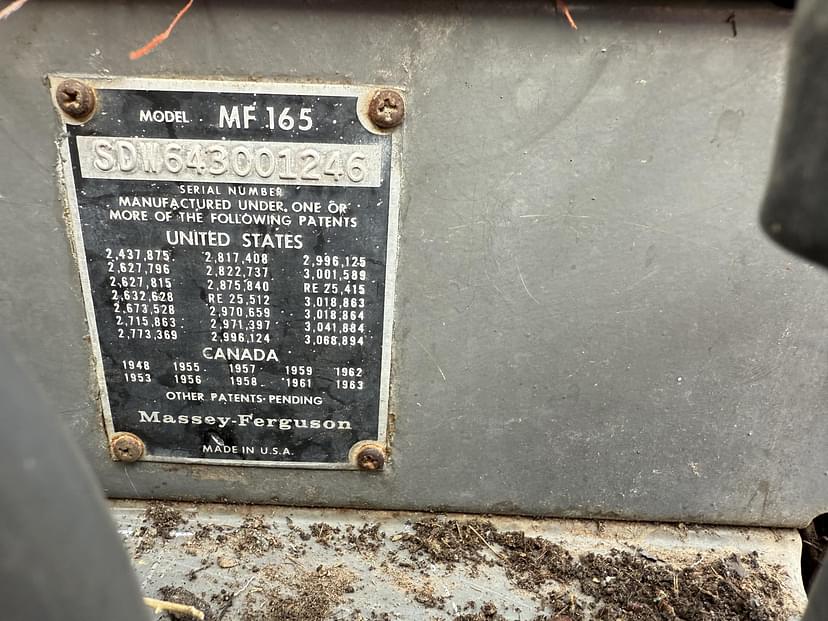 MODEL MF 165
SDW643001246
SERIAL NUMBER
MANUFACTURED UNDER ONE OR
MORE OF THE FOLLOWING PATENTS
UNITED STATES
2,437,875 2,817,408 2,996,125
2,627,796 2,822,737 3,001,589
2,627,815 2,875,840 RE 25,415
2,632,628 RE 25,512 3,018,863
2,673,528 2,970,659 3,018,864
2,715,863 2,971,397 3,041,884
2,773,369 2,996,124 3,068,894
CANADA
1948 1955 1957 1959 1962
1953 1956 1958 1961 1963
OTHER PATENTS PENDING
Massey-Ferguson
MADE IN U.S.A.